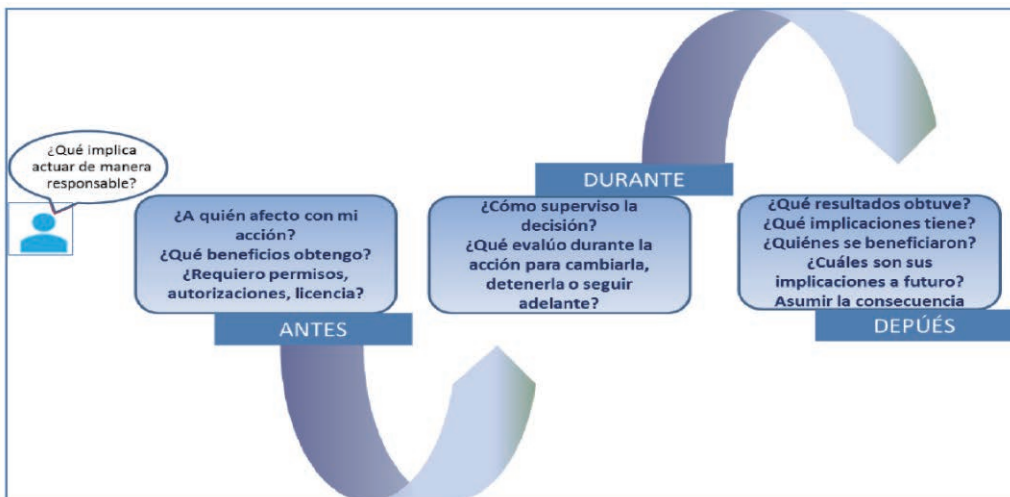 ¿Qué implica
actuar de manera
responsable?
¿A quién afecto con mi
acción?
¿Qué beneficios obtengo?
¿Requiero permisos,
autorizaciones, licencia?
ANTES
DURANTE
¿Cómo superviso la
decisión?
¿Qué evalúo durante la
acción para cambiarla,
detenerla o seguir
adelante?
¿Qué resultados obtuve?
¿Qué implicaciones tiene?
¿Quiénes se beneficiaron?
¿Cuáles son sus
implicaciones a futuro?
Asumir la consecuencia
DEPÚÉS